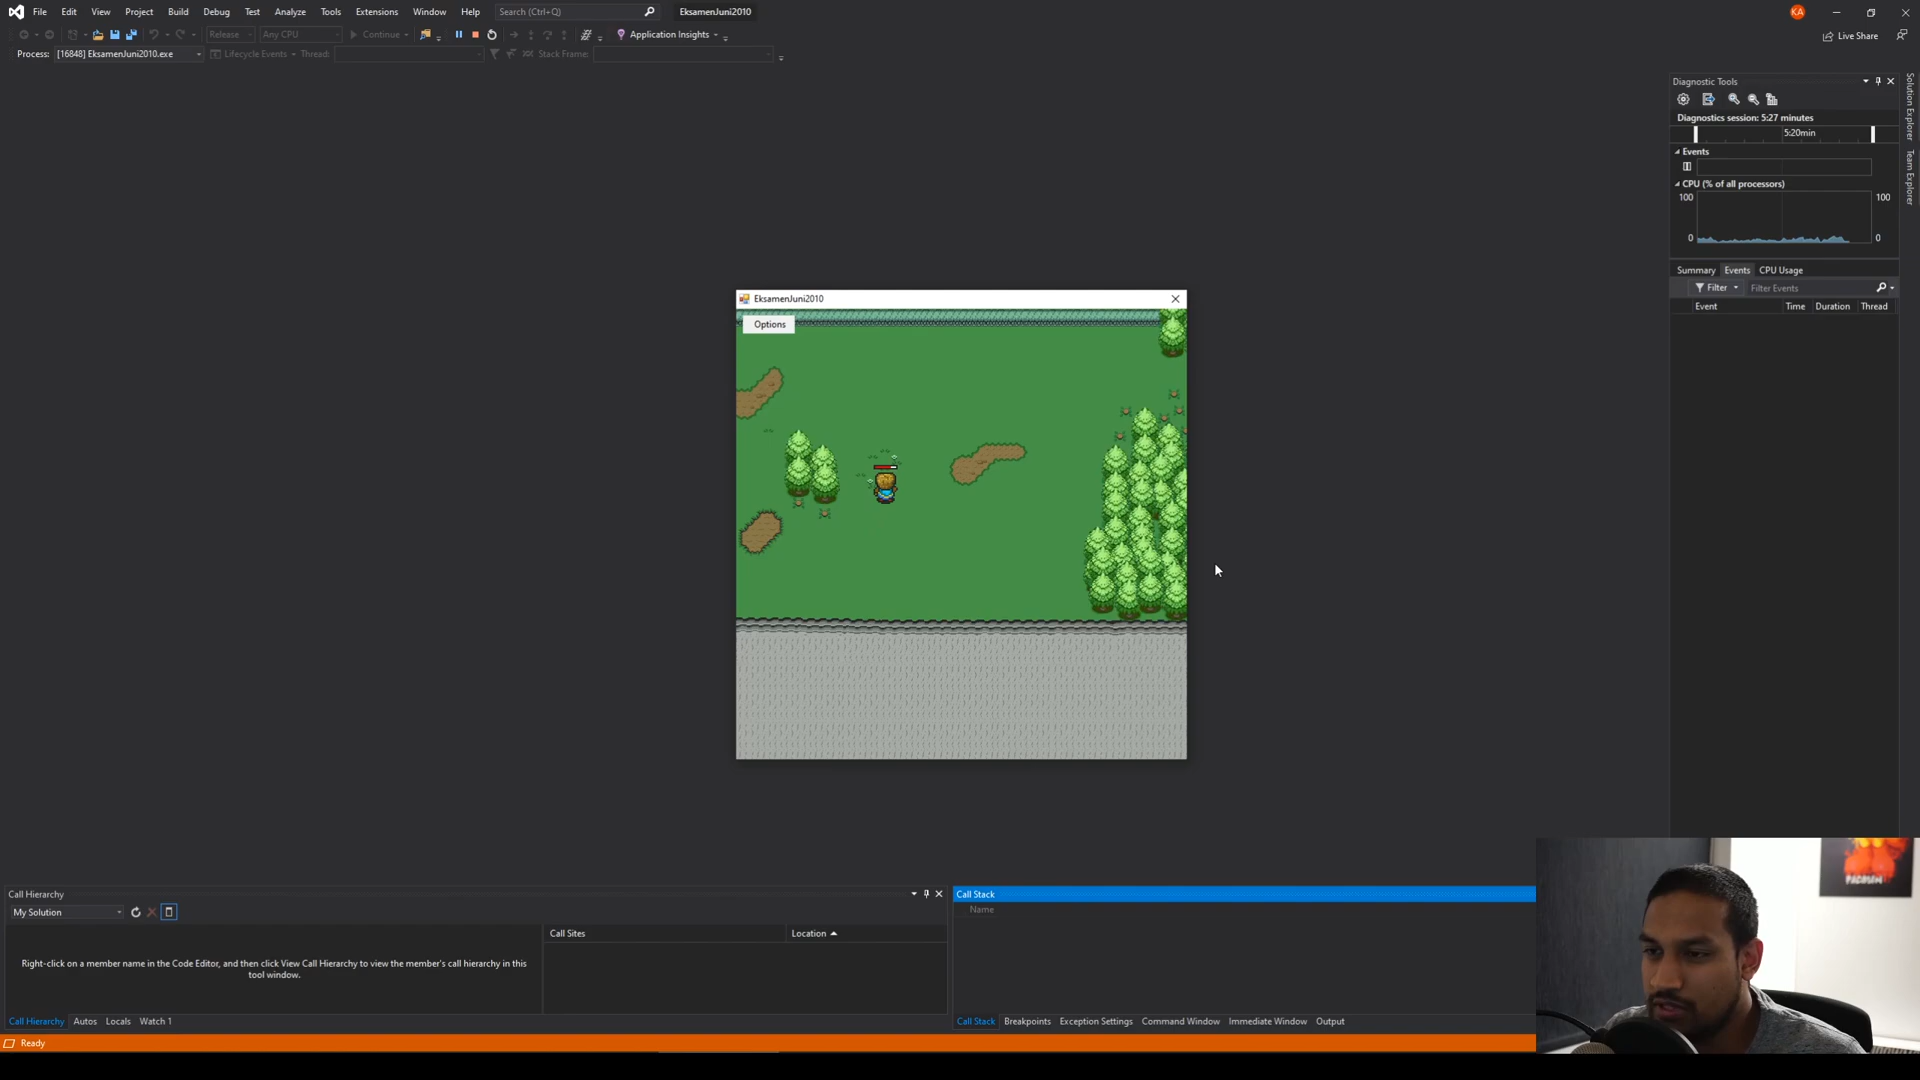 File Edit View Project Build Debug Test Analyze Tools Extensions Window Help Search (Ctrl+Q) EksamenJuni2010 KA
Release Any CPU Continue Application Insights Live Share
Process: [16848] EksamenJuni2010.exe Lifecycle Events Thread: Stack Frame:
Diagnostic Tools
Diagnostics session: 5:27 minutes
5:20min
Events
CPU (% of all processors)
100 100
0 0
Summary Events CPU Usage
Filter Filter Events
Event Time Duration Thread
Solution Explorer
Team Explorer
EksamenJuni2010
Options
Call Hierarchy
My Solution
Call Sites Location
Right-click on a member name in the Code Editor, and then click View Call Hierarchy to view the member's call hierarchy in this
tool window.
Call Hierarchy Autos Locals Watch 1
Call Stack
Name
Call Stack Breakpoints Exception Settings Command Window Immediate Window Output
Ready